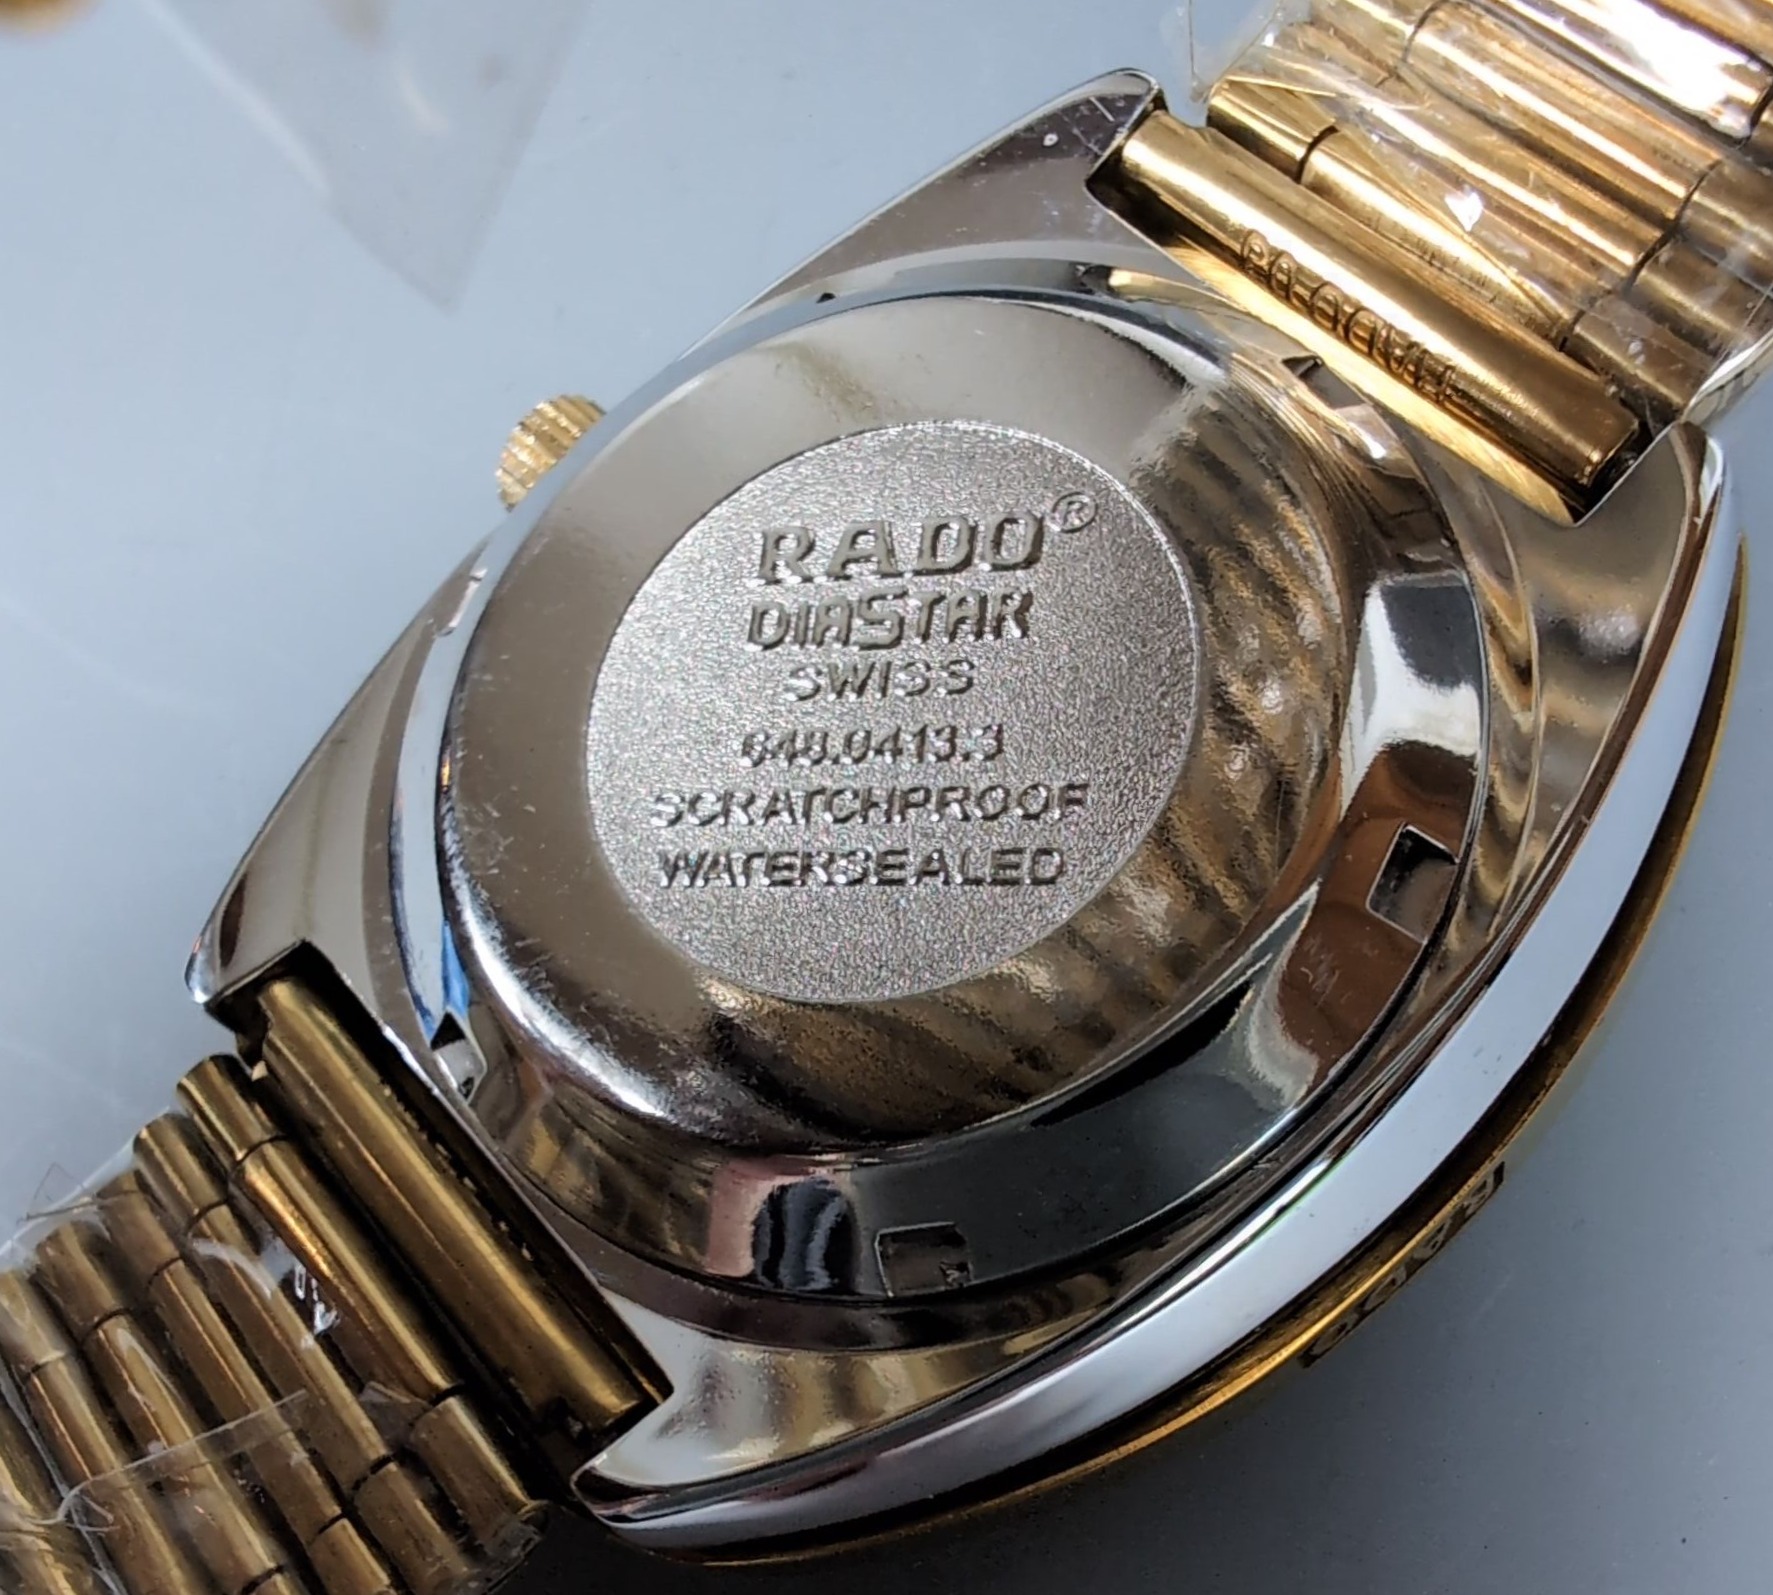 RADO®
DIASTAR
SWISS
648.0413.3
SCRATCHPROOF
WATERSEALED